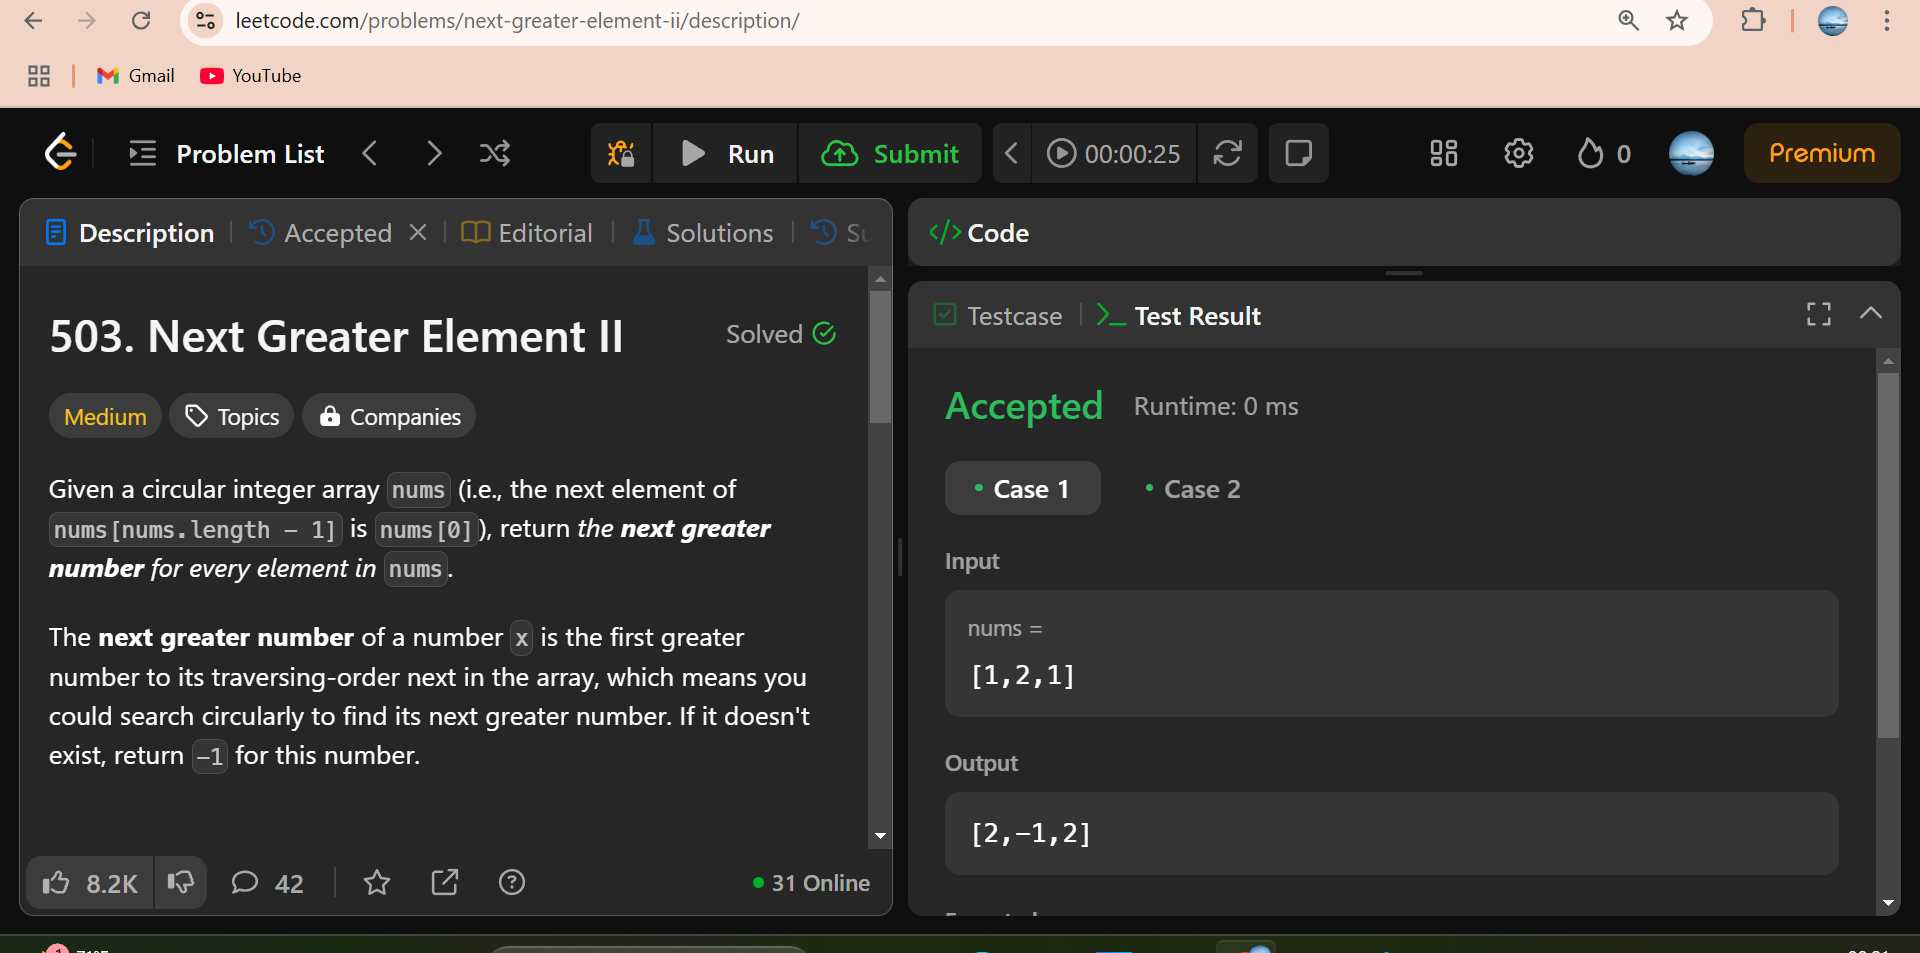 leetcode.com/problems/next-greater-element-ii/description/
Gmail
YouTube
Problem List
Run
Submit
00:00:25
0
Premium
Description
Accepted
Editorial
Solutions
Su
503. Next Greater Element II
Solved
Medium
Topics
Companies
Given a circular integer array nums (i.e., the next element of
nums[nums.length - 1] is nums[0]), return the next greater
number for every element in nums.
The next greater number of a number x is the first greater
number to its traversing-order next in the array, which means you
could search circularly to find its next greater number. If it doesn't
exist, return -1 for this number.
8.2K
42
31 Online
</> Code
Testcase
Test Result
Accepted
Runtime: 0 ms
Case 1
Case 2
Input
nums =
[1,2,1]
Output
[2,-1,2]